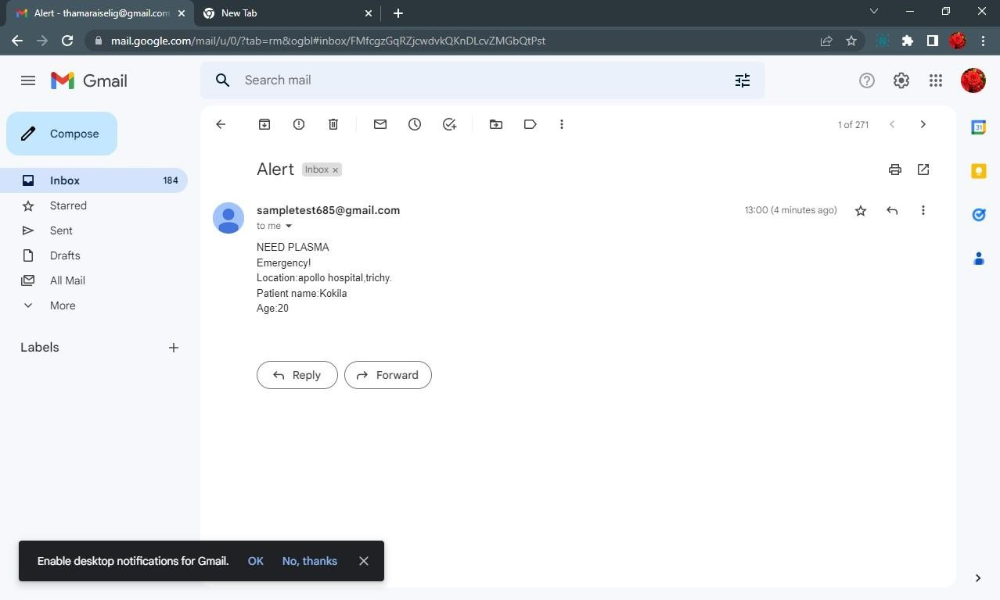 Alert - thamaraiselig@gmail.com
New Tab
mail.google.com/mail/u/0/?tab=rm&ogbl#inbox/FMfcgzGqRZjcwdvkQKnDLcvZMGbQtPst
Gmail
Search mail
Compose
1 of 271
Inbox 184
Starred
Sent
Drafts
All Mail
More
Labels
Alert Inbox ×
sampletest685@gmail.com 13:00 (4 minutes ago)
to me
NEED PLASMA
Emergency!
Location:apollo hospital,trichy.
Patient name:Kokila
Age:20
Reply Forward
Enable desktop notifications for Gmail. OK No, thanks
31
N